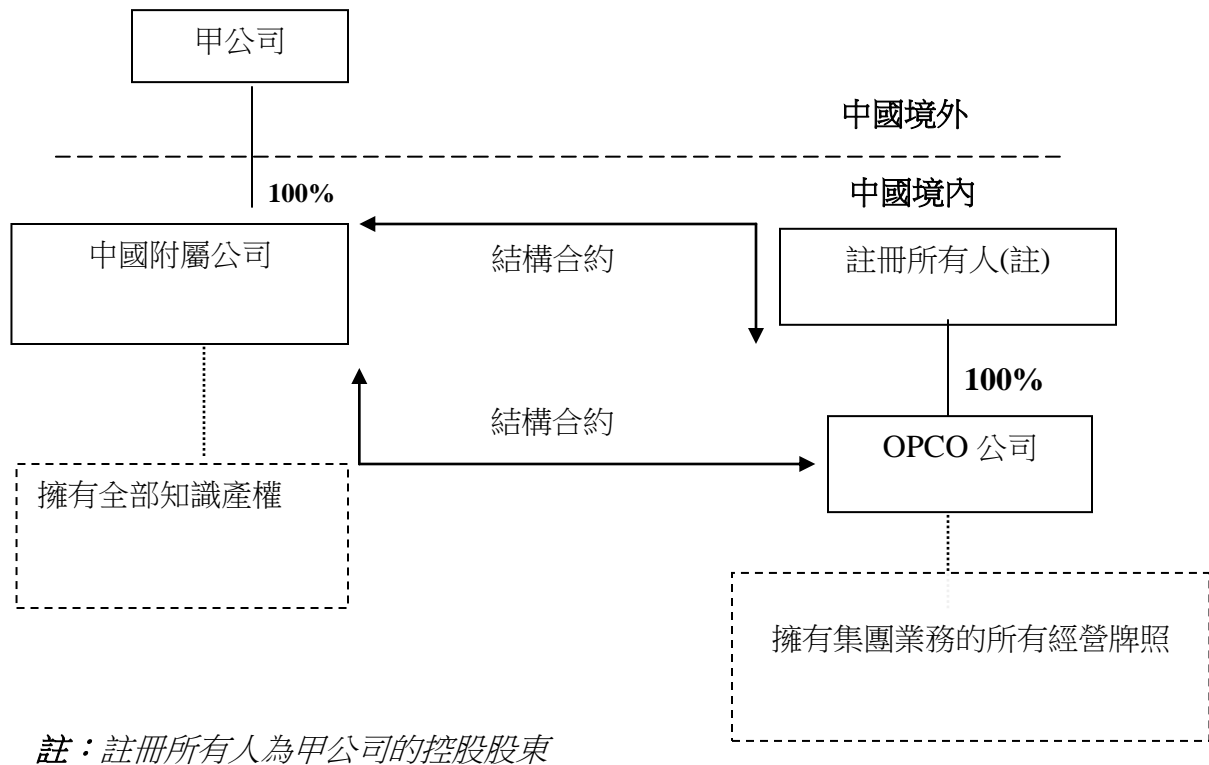 甲公司
中國境外
100%
中國境內
中國附屬公司
結構合約
註冊所有人(註)
100%
結構合約
OPCO 公司
擁有全部知識產權
擁有集團業務的所有經營牌照
註：註冊所有人為甲公司的控股股東